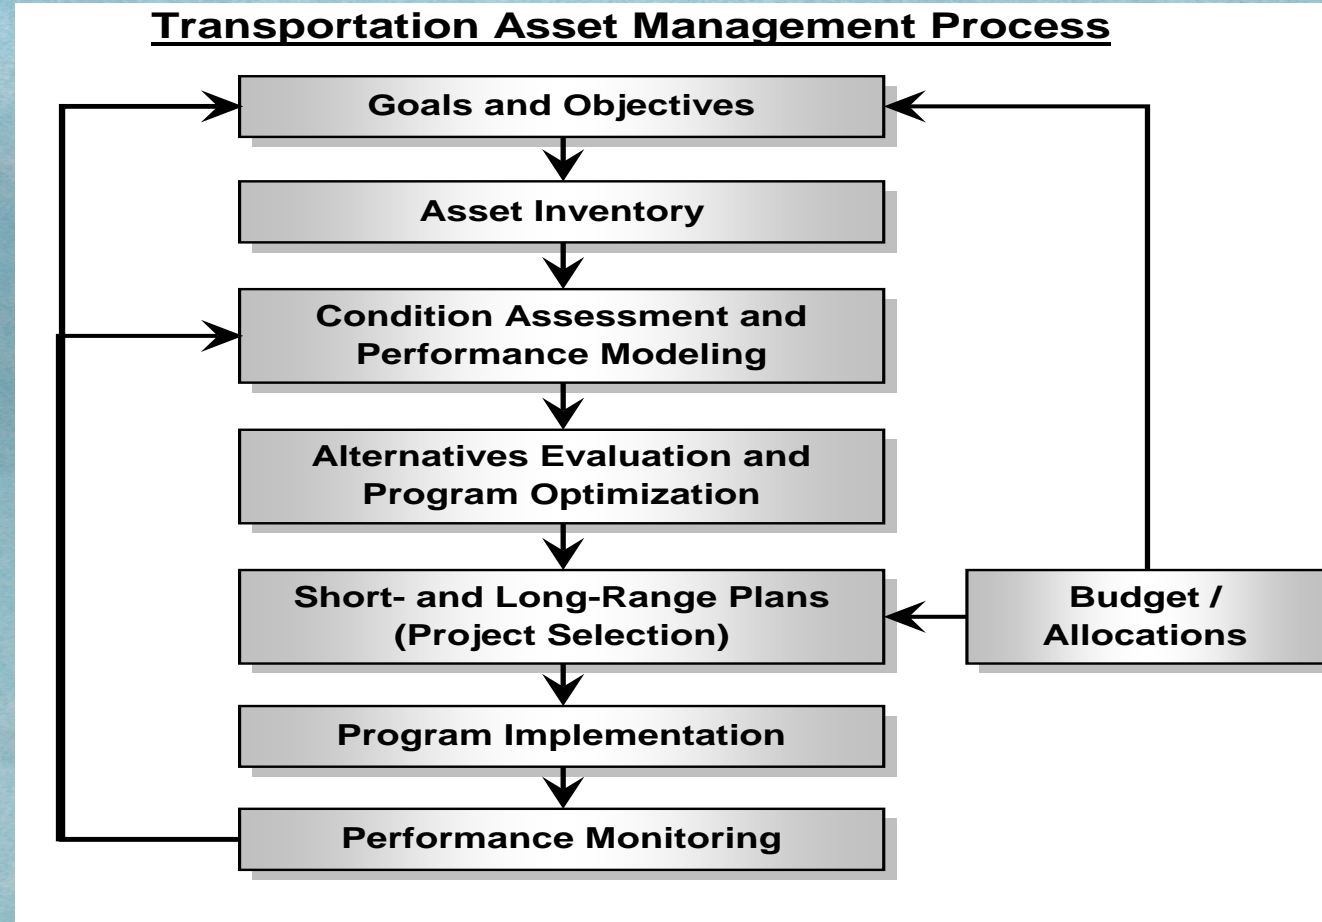 Transportation Asset Management Process
Goals and Objectives
Asset Inventory
Condition Assessment and
Performance Modeling
Alternatives Evaluation and
Program Optimization
Short- and Long-Range Plans
(Project Selection)
Budget /
Allocations
Program Implementation
Performance Monitoring